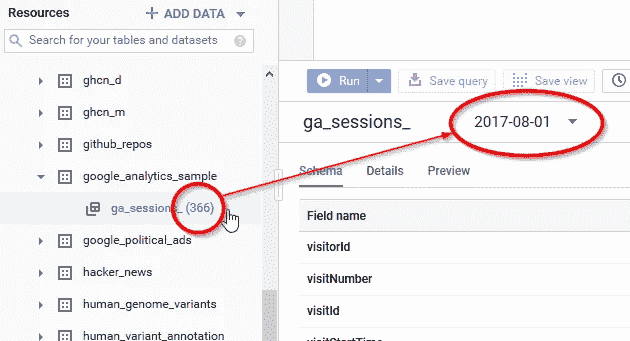 Resources
+ ADD DATA
Search for your tables and datasets
?
ghcn_d
ghcn_m
github_repos
google_analytics_sample
ga_sessions_ (366)
google_political_ads
hacker_news
human_genome_variants
human_variant_annotation
Run
Save query
Save view
ga_sessions_
2017-08-01
Schema
Details
Preview
Field name
visitorId
visitNumber
visitId
visitStartTime